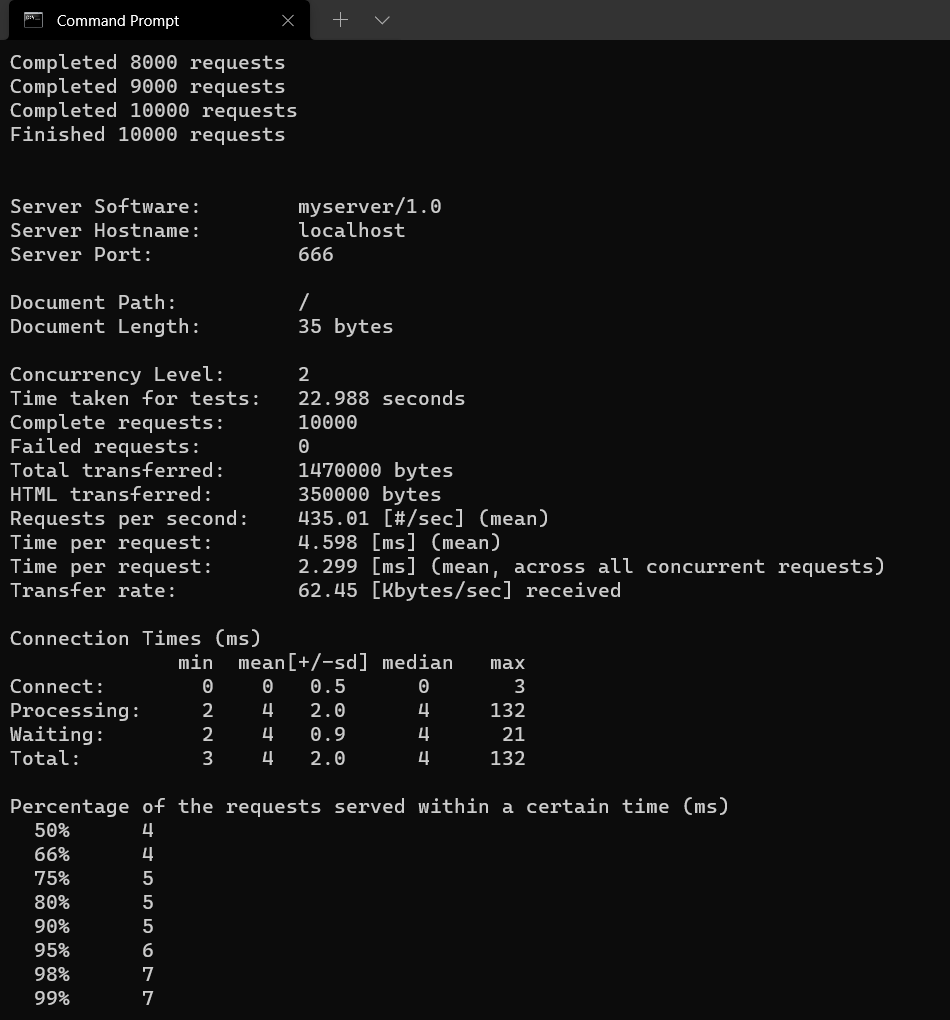 Command Prompt
Completed 8000 requests
Completed 9000 requests
Completed 10000 requests
Finished 10000 requests
Server Software: myserver/1.0
Server Hostname: localhost
Server Port: 666
Document Path: /
Document Length: 35 bytes
Concurrency Level: 2
Time taken for tests: 22.988 seconds
Complete requests: 10000
Failed requests: 0
Total transferred: 1470000 bytes
HTML transferred: 350000 bytes
Requests per second: 435.01 [#/sec] (mean)
Time per request: 4.598 [ms] (mean)
Time per request: 2.299 [ms] (mean, across all concurrent requests)
Transfer rate: 62.45 [Kbytes/sec] received
Connection Times (ms)
min mean[+/-sd] median max
Connect: 0 0 0.5 0 3
Processing: 2 4 2.0 4 132
Waiting: 2 4 0.9 4 21
Total: 3 4 2.0 4 132
Percentage of the requests served within a certain time (ms)
50% 4
66% 4
75% 5
80% 5
90% 5
95% 6
98% 7
99% 7